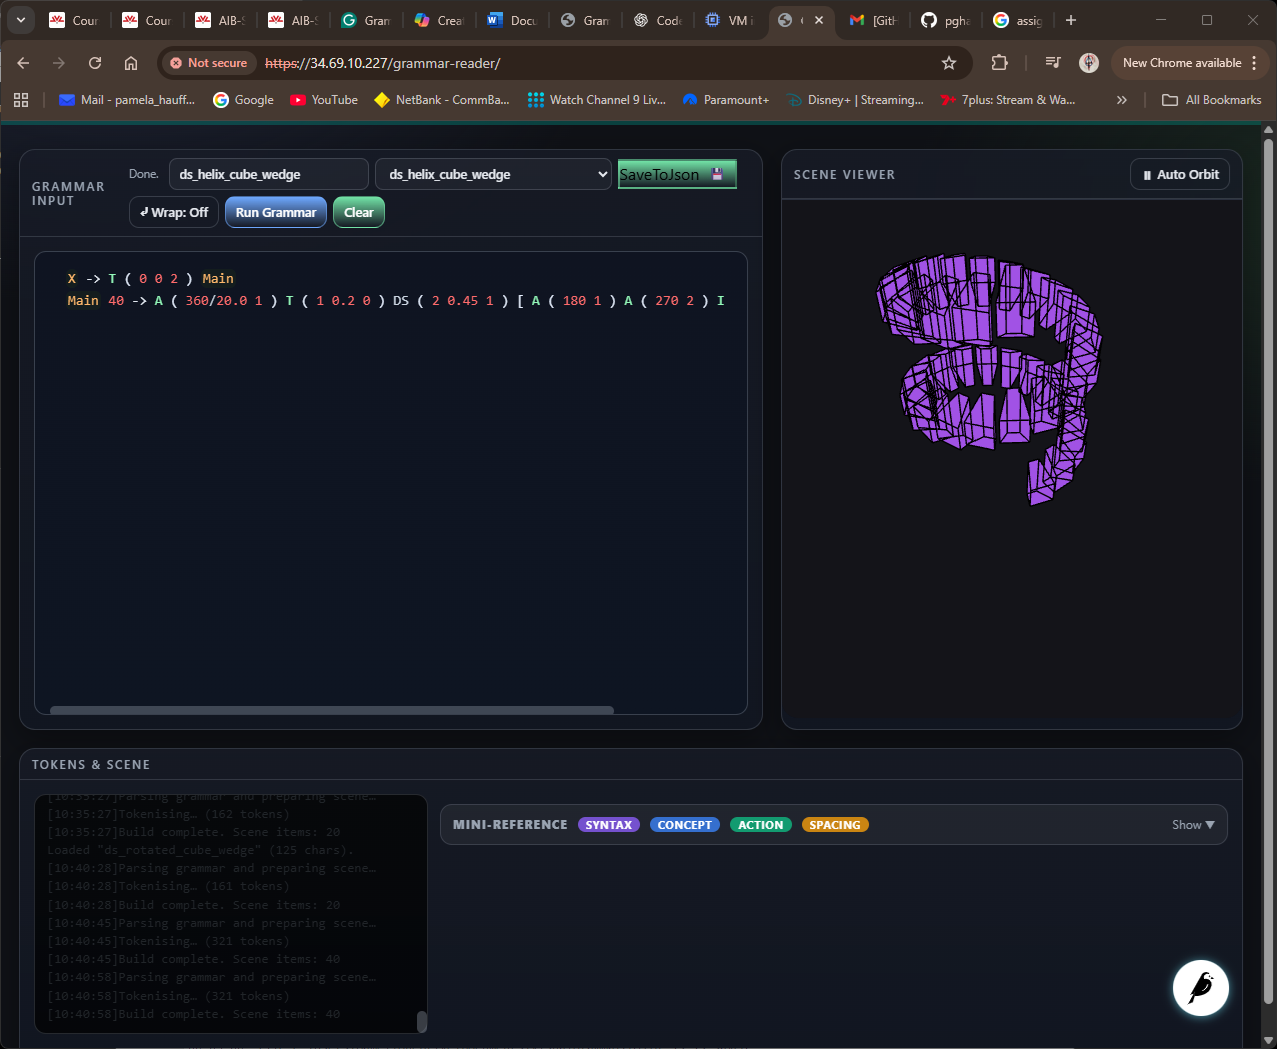 Cour
Cour
AIB-S
AIB-S
Gram
Creat
Docu
Gram
Code
VM i
[GitH
pgha
assig
Not secure
https://34.69.10.227/grammar-reader/
New Chrome available
Mail - pamela_hauff...
Google
YouTube
NetBank - CommBa...
Watch Channel 9 Liv...
Paramount+
Disney+ | Streaming...
7plus: Stream & Wa...
All Bookmarks
GRAMMAR INPUT
Done.
ds_helix_cube_wedge
ds_helix_cube_wedge
SaveToJson
Wrap: Off
Run Grammar
Clear
X -> T ( 0 0 2 ) Main
Main 40 -> A ( 360/20.0 1 ) T ( 1 0.2 0 ) DS ( 2 0.45 1 ) [ A ( 180 1 ) A ( 270 2 ) I
SCENE VIEWER
Auto Orbit
TOKENS & SCENE
[10:35:27]Parsing grammar and preparing scene…
[10:35:27]Tokenising… (162 tokens)
[10:35:27]Build complete. Scene items: 20
Loaded "ds_rotated_cube_wedge" (125 chars).
[10:40:28]Parsing grammar and preparing scene…
[10:40:28]Tokenising… (161 tokens)
[10:40:28]Build complete. Scene items: 20
[10:40:45]Parsing grammar and preparing scene…
[10:40:45]Tokenising… (321 tokens)
[10:40:45]Build complete. Scene items: 40
[10:40:58]Parsing grammar and preparing scene…
[10:40:58]Tokenising… (321 tokens)
[10:40:58]Build complete. Scene items: 40
MINI-REFERENCE
SYNTAX
CONCEPT
ACTION
SPACING
Show ▼